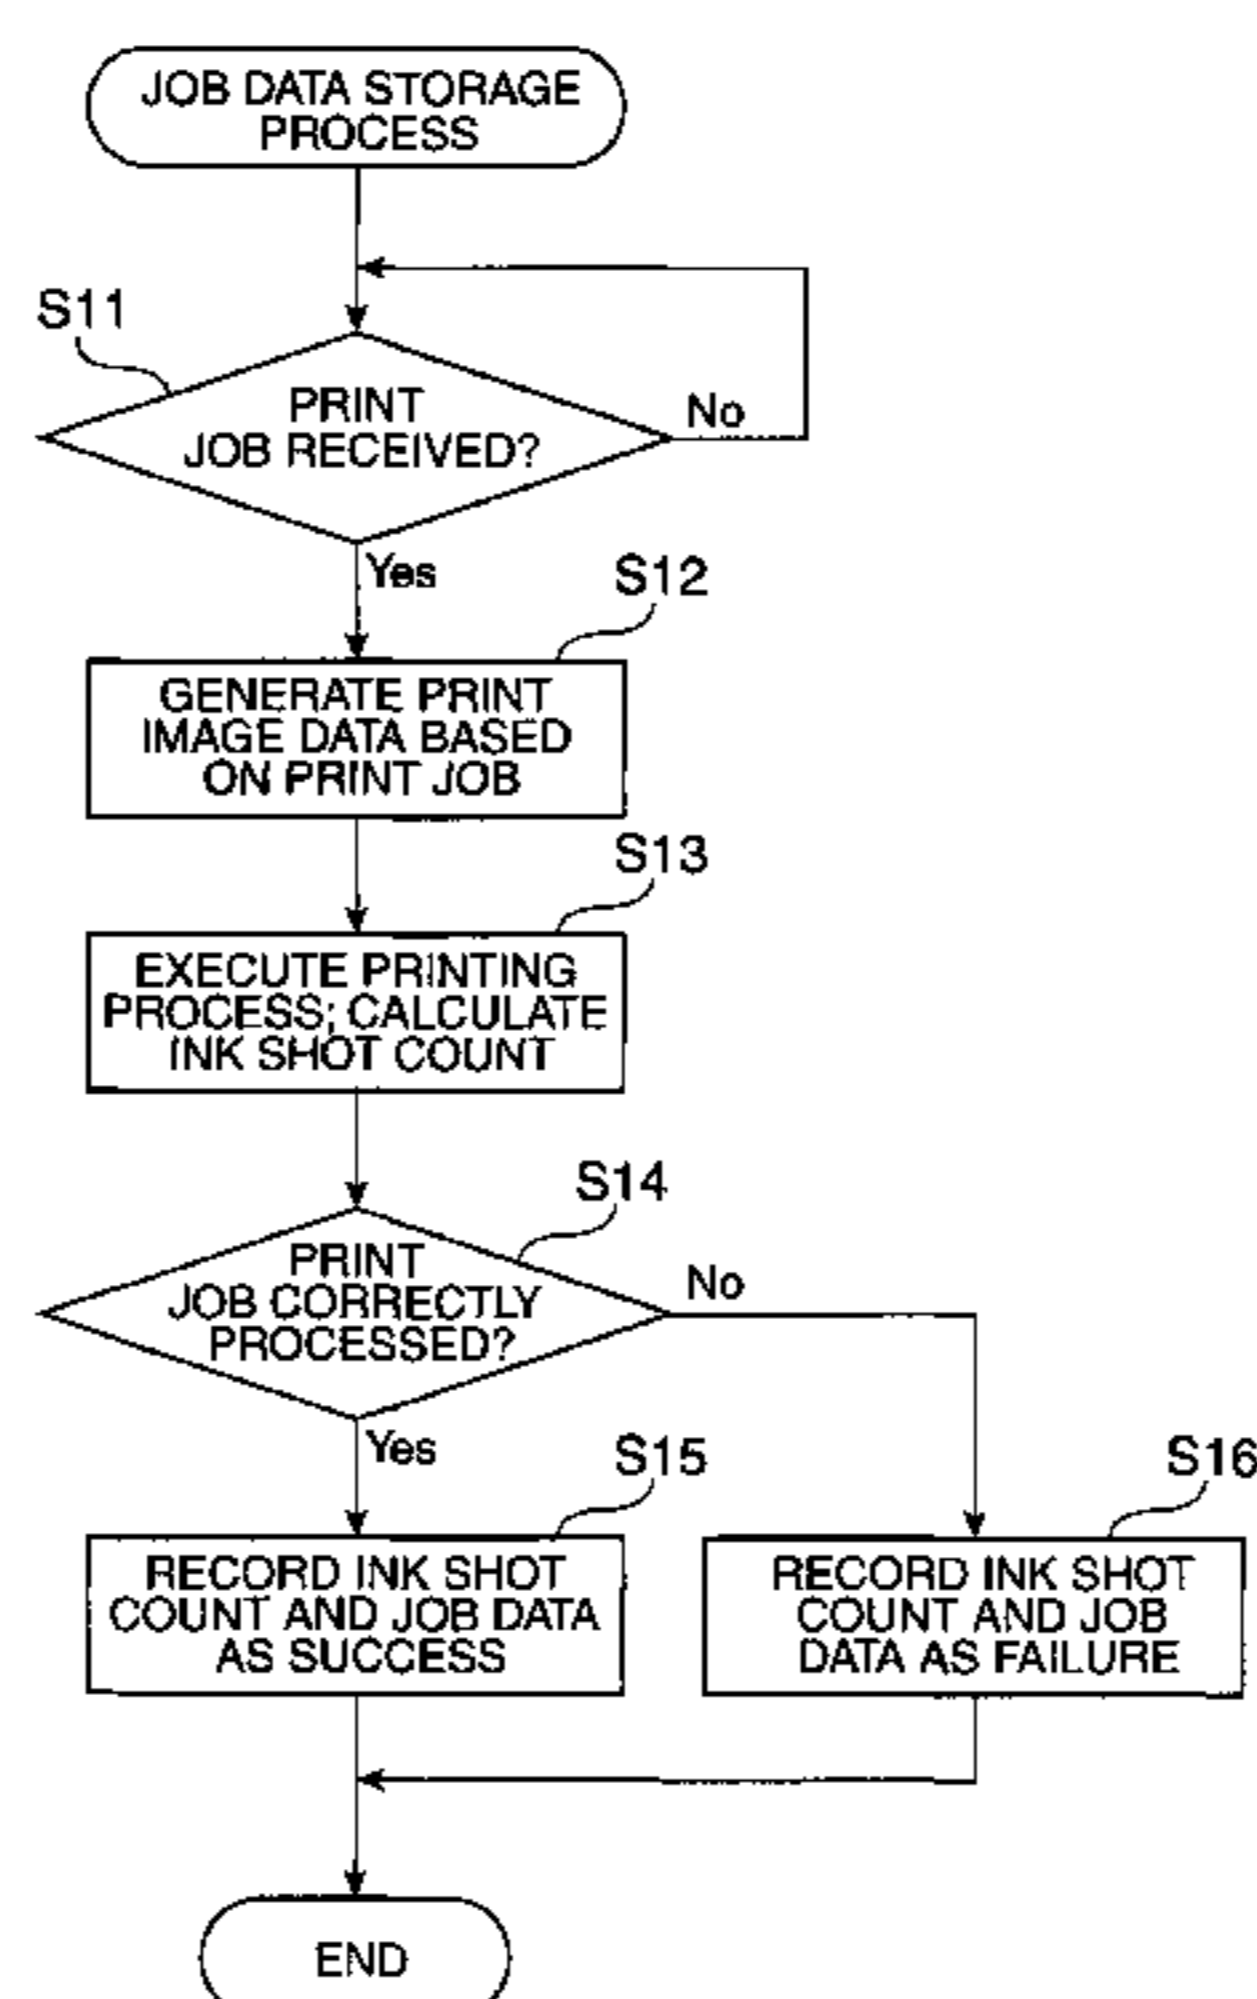 JOB DATA STORAGE
PROCESS
S11
PRINT
JOB RECEIVED?
No
Yes
S12
GENERATE PRINT
IMAGE DATA BASED
ON PRINT JOB
S13
EXECUTE PRINTING
PROCESS; CALCULATE
INK SHOT COUNT
S14
PRINT
JOB CORRECTLY
PROCESSED?
No
Yes
S15
RECORD INK SHOT
COUNT AND JOB DATA
AS SUCCESS
S16
RECORD INK SHOT
COUNT AND JOB
DATA AS FAILURE
END